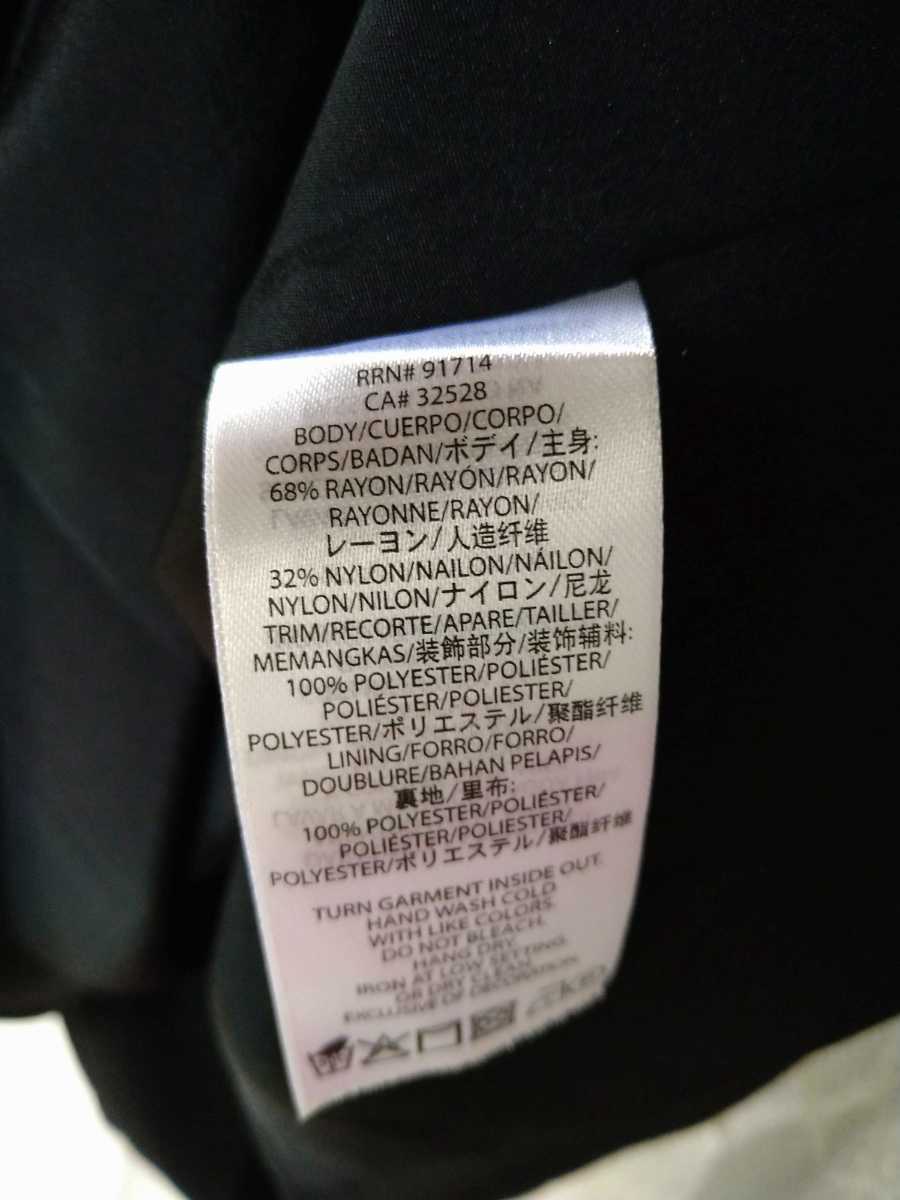 RRN# 91714
CA# 32528
BODY/CUERPO/CORPO/
CORPS/BADAN/ボデイ/主身:
68% RAYON/RAYÓN/RAYON/
RAYONNE/RAYON/
レーヨン/人造纤维
32% NYLON/NAILON/NÁILON/
NYLON/NILON/ナイロン/尼龙
TRIM/RECORTE/APARE/TAILLER/
MEMANGKAS/装飾部分/装饰辅料:
100% POLYESTER/POLIÉSTER/
POLIÉSTER/POLIESTER/
POLYESTER/ポリエステル/聚酯纤维
LINING/FORRO/FORRO/
DOUBLURE/BAHAN PELAPIS/
裏地/里布:
100% POLYESTER/POLIÉSTER/
POLIÉSTER/POLIESTER/
POLYESTER/ポリエステル/聚酯纤维
TURN GARMENT INSIDE OUT.
HAND WASH COLD
WITH LIKE COLORS.
DO NOT BLEACH.
HANG DRY.
IRON AT LOW SETTING
OR DRY CLEAN
EXCLUSIVE OF DECORATION.